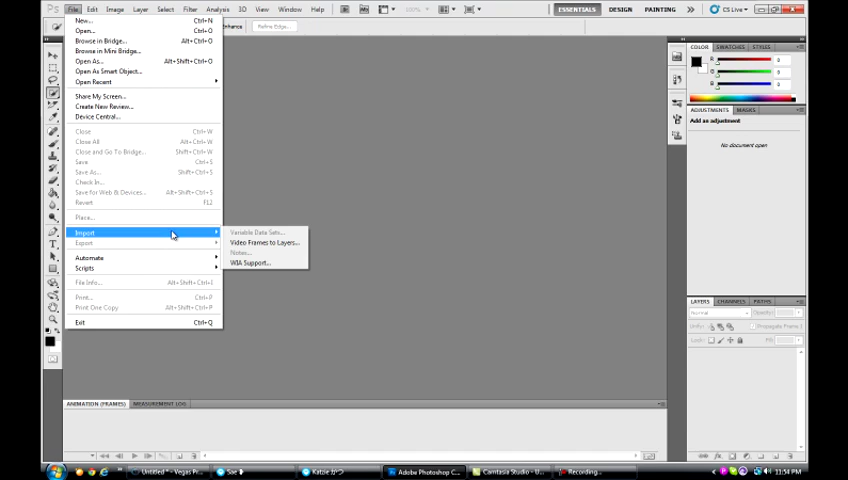 Ps File Edit Image Layer Select Filter Analysis 3D View Window Help
ESSENTIALS DESIGN PAINTING CS Live
Enhance Refine Edge...
New... Ctrl+N
Open... Ctrl+O
Browse in Bridge... Alt+Ctrl+O
Browse in Mini Bridge...
Open As... Alt+Shift+Ctrl+O
Open As Smart Object...
Open Recent
Share My Screen...
Create New Review...
Device Central...
Close Ctrl+W
Close All Alt+Ctrl+W
Close and Go To Bridge... Shift+Ctrl+W
Save Ctrl+S
Save As... Shift+Ctrl+S
Check In...
Save for Web & Devices... Alt+Shift+Ctrl+S
Revert F12
Place...
Import
Export
Automate
Scripts
File Info... Alt+Shift+Ctrl+I
Print... Ctrl+P
Print One Copy Alt+Shift+Ctrl+P
Exit Ctrl+Q
Variable Data Sets...
Video Frames to Layers...
Notes...
WIA Support...
COLOR SWATCHES STYLES
R 0
G 0
B 0
ADJUSTMENTS MASKS
Add an adjustment
No document open
LAYERS CHANNELS PATHS
Normal Opacity:
Unify: Propagate Frame 1
Lock: Fill:
ANIMATION (FRAMES) MEASUREMENT LOG
Untitled * - Vegas Pr... Sae Katzie Adobe Photoshop C... Camtasia Studio - U... Recording... 11:54 PM